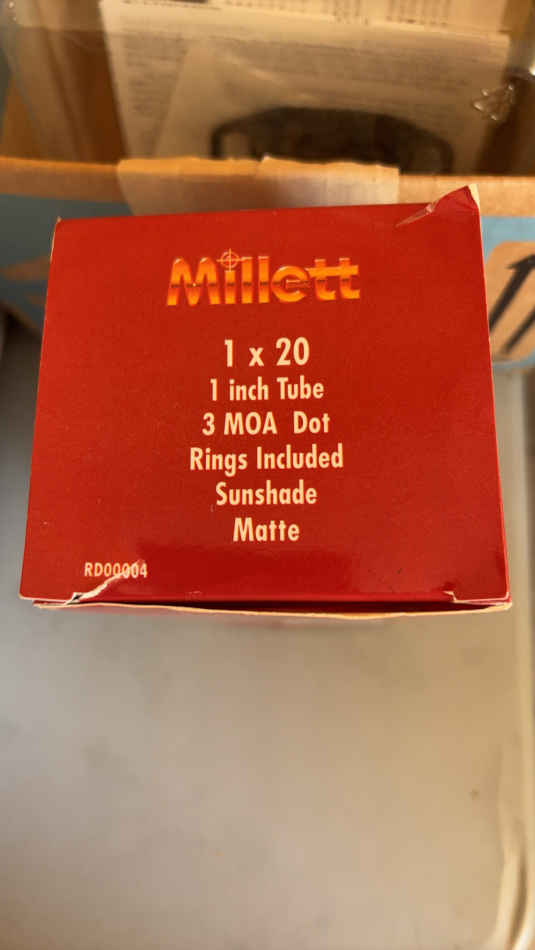 Millett
1 x 20
1 inch Tube
3 MOA Dot
Rings Included
Sunshade
Matte
RD00004